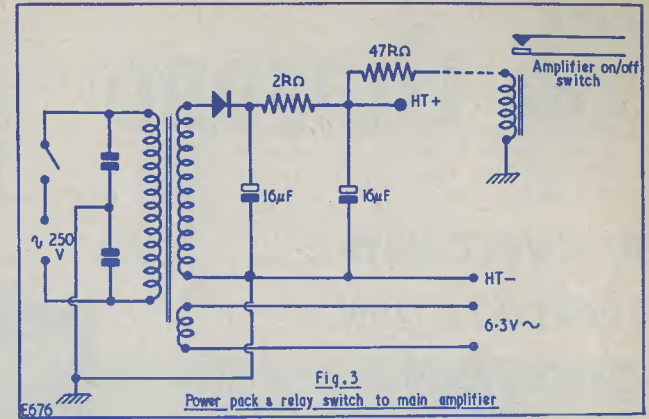 47RΩ
Amplifier on/off
switch
2RΩ
HT+
16µF
16µF
∿ 250
V
HT−
6·3V ∿
Fig. 3
Power pack & relay switch to main amplifier
E676